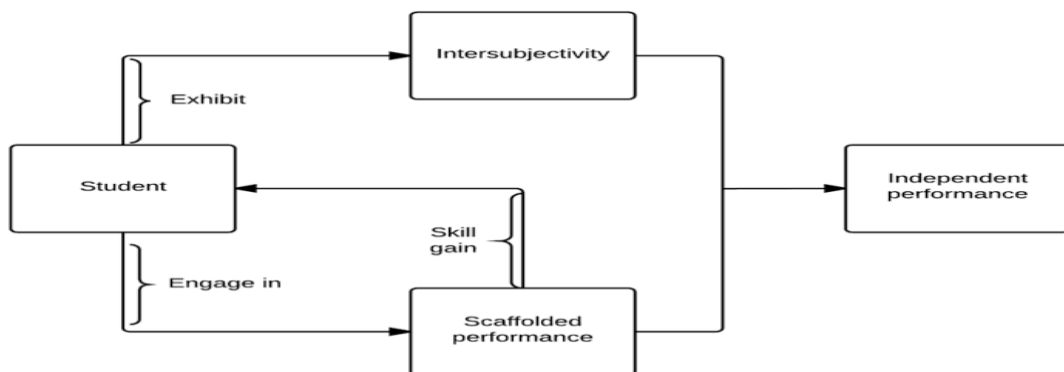 Intersubjectivity
Exhibit
Student
Independent
performance
Skill
gain
Engage in
Scaffolded
performance